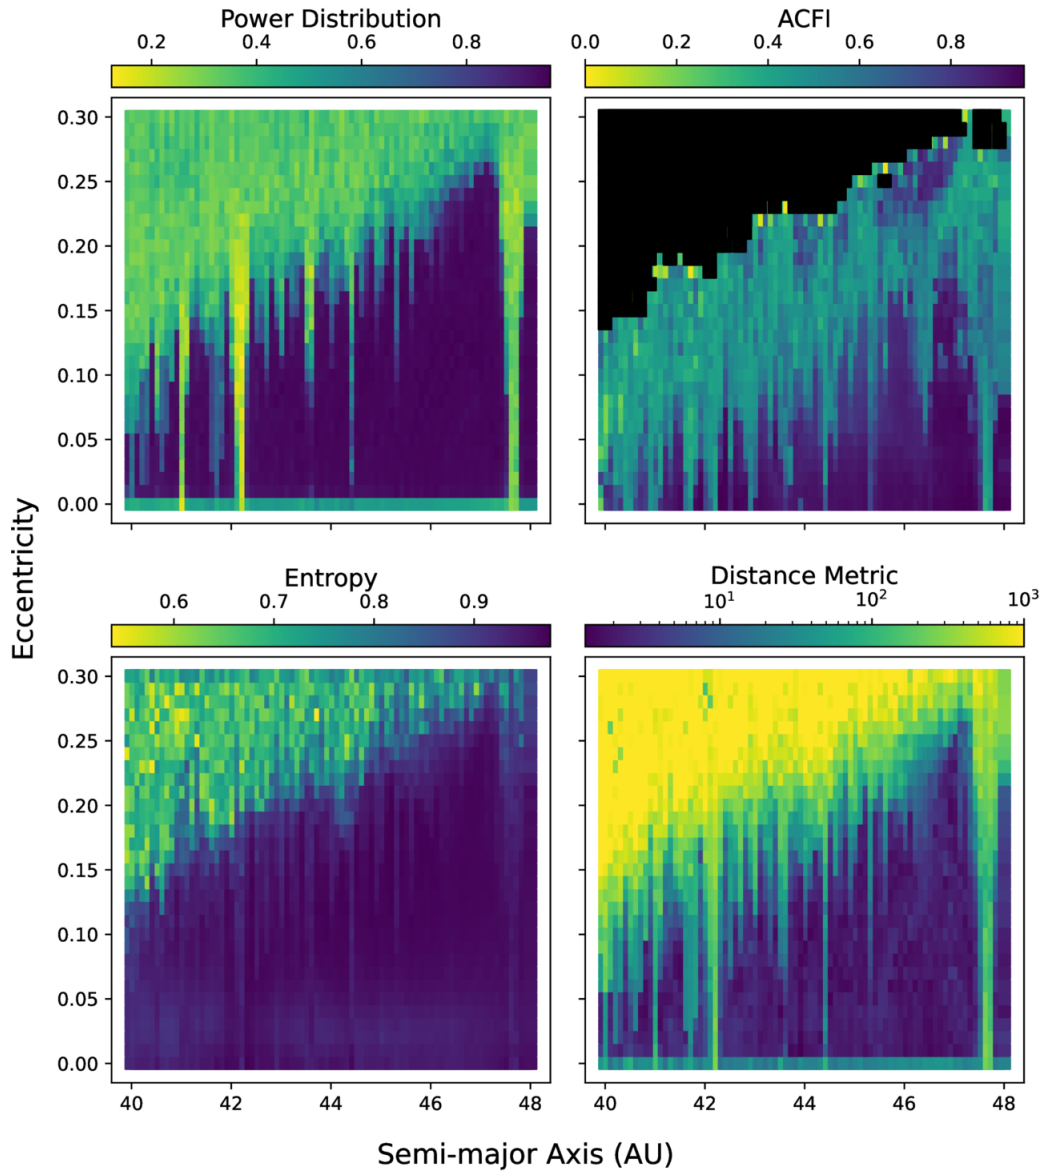 Power Distribution
ACFI
0.2 0.4 0.6 0.8
0.0 0.2 0.4 0.6 0.8
0.30
0.25
0.20
0.15
0.10
0.05
0.00
Eccentricity
Entropy
Distance Metric
0.6 0.7 0.8 0.9
10¹ 10² 10³
0.30
0.25
0.20
0.15
0.10
0.05
0.00
40 42 44 46 48
40 42 44 46 48
Semi-major Axis (AU)